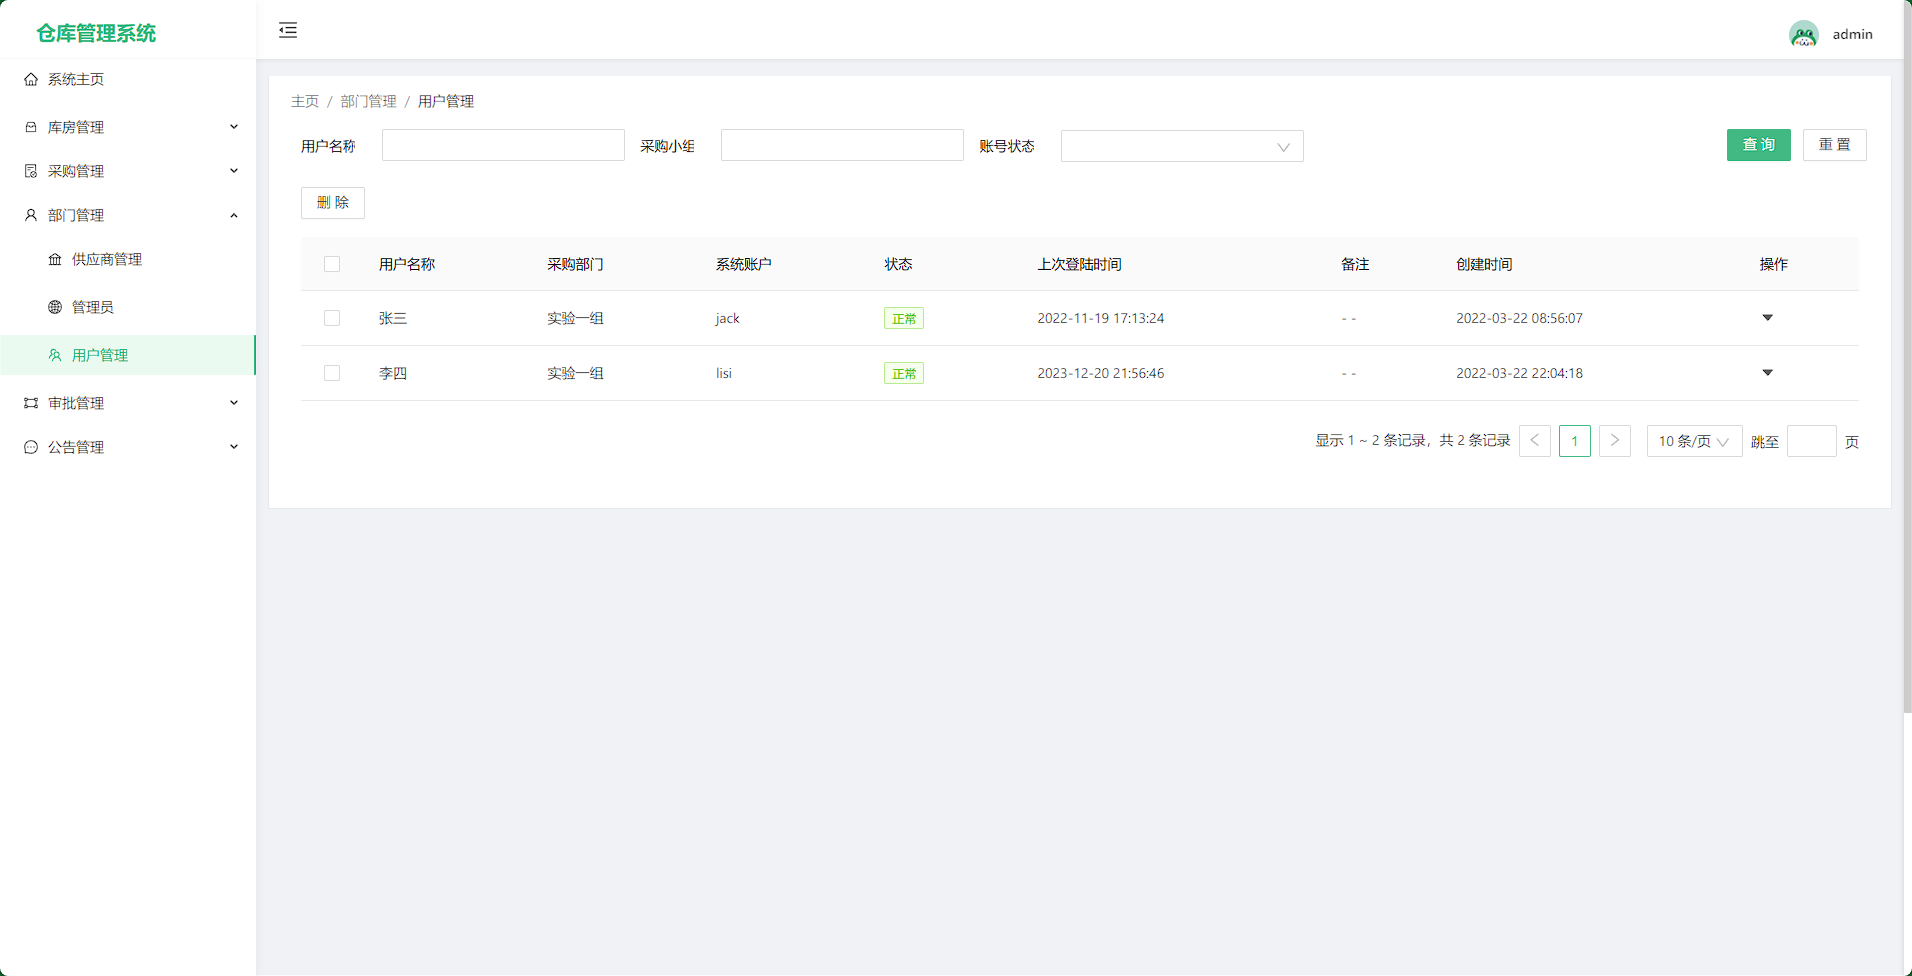 仓库管理系统
admin
系统主页
库房管理
采购管理
部门管理
供应商管理
管理员
用户管理
审批管理
公告管理
主页 / 部门管理 / 用户管理
用户名称 采购小组 账号状态 查 询 重 置
删 除
用户名称 采购部门 系统账户 状态 上次登陆时间 备注 创建时间 操作
张三 实验一组 jack 正常 2022-11-19 17:13:24 - - 2022-03-22 08:56:07
李四 实验一组 lisi 正常 2023-12-20 21:56:46 - - 2022-03-22 22:04:18
显示 1 ~ 2 条记录，共 2 条记录 < 1 > 10 条/页 跳至 页